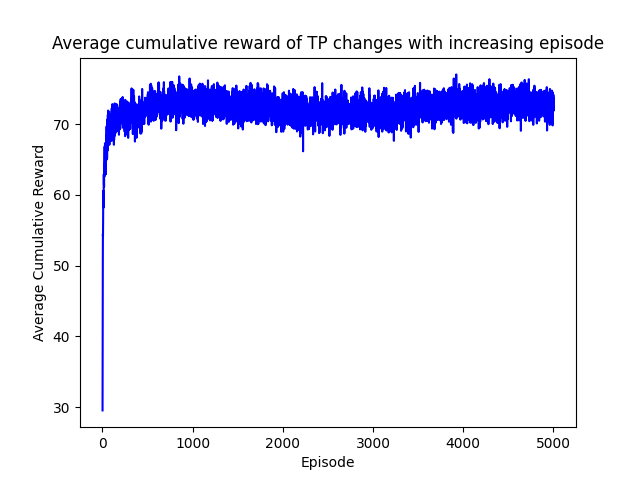 Average cumulative reward of TP changes with increasing episode
Average Cumulative Reward
70
60
50
40
30
0 1000 2000 3000 4000 5000
Episode